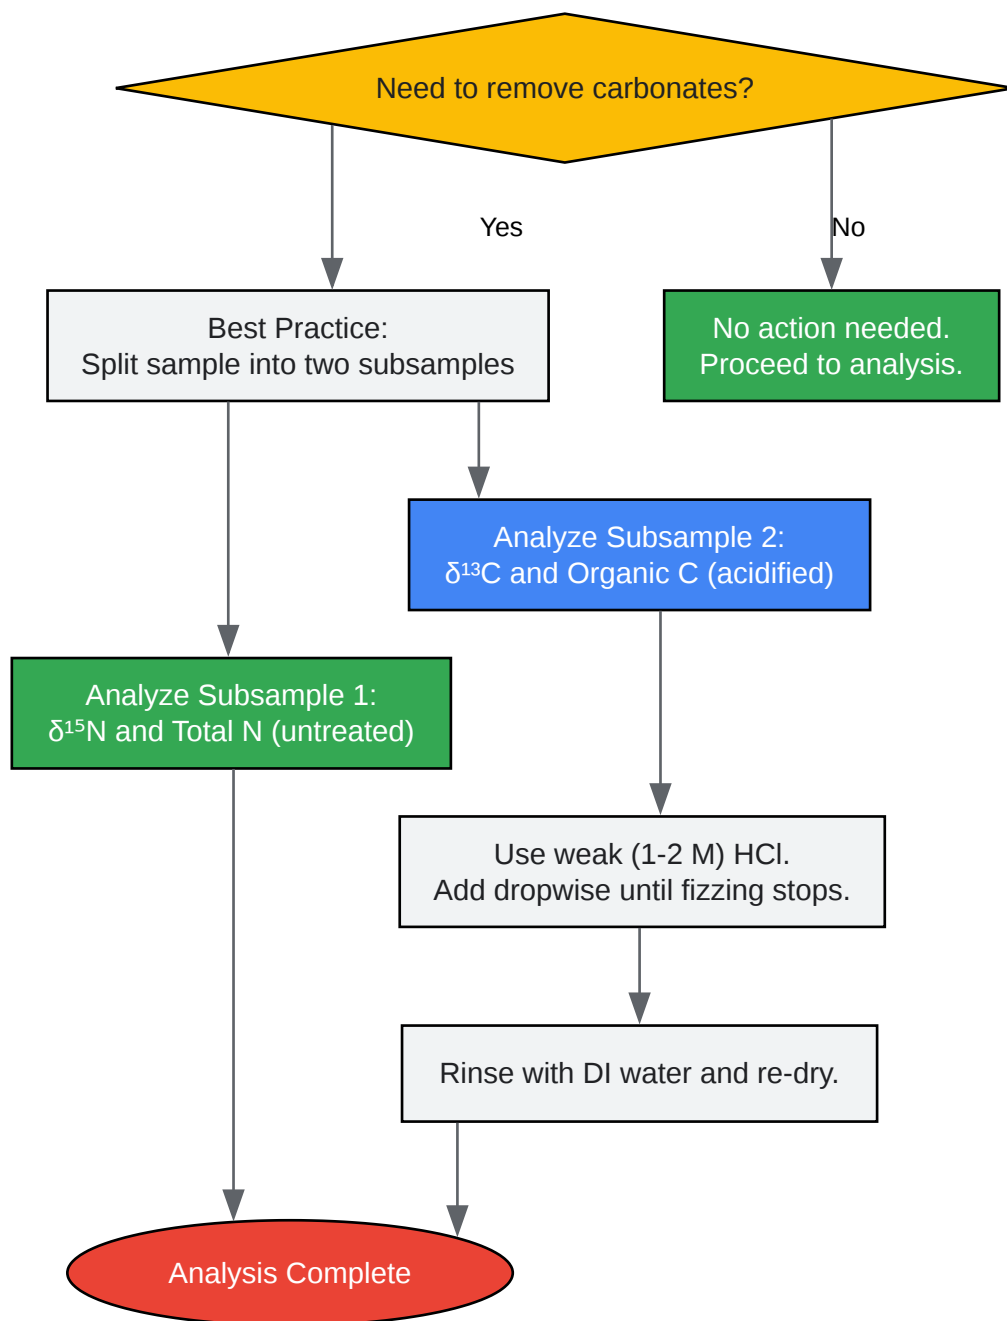 Need to remove carbonates?
Yes
No
Best Practice:
Split sample into two subsamples
No action needed.
Proceed to analysis.
Analyze Subsample 2:
δ¹³C and Organic C (acidified)
Analyze Subsample 1:
δ¹⁵N and Total N (untreated)
Use weak (1-2 M) HCl.
Add dropwise until fizzing stops.
Rinse with DI water and re-dry.
Analysis Complete